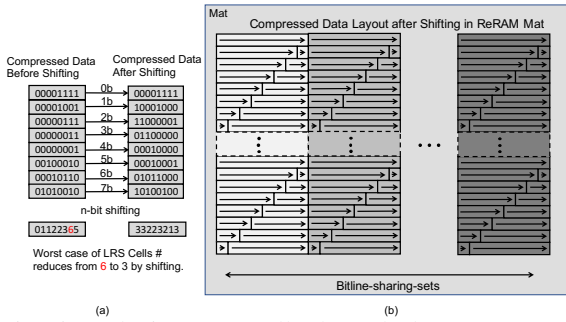 Mat
Compressed Data Layout after Shifting in ReRAM Mat
Compressed Data
Before Shifting
Compressed Data
After Shifting
00001111 0b 00001111
00001001 1b 10001000
00000111 2b 11000001
00000011 3b 01100000
00000001 4b 00010000
00100010 5b 00010001
00010110 6b 01011000
01010010 7b 10100100
n-bit shifting
01122365 33223213
Worst case of LRS Cells #
reduces from 6 to 3 by shifting.
Bitline-sharing-sets
(a)
(b)